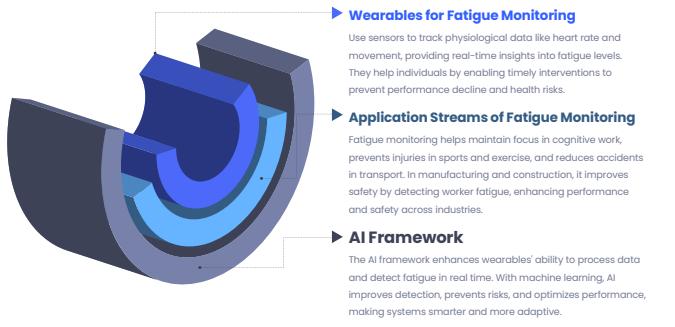 Wearables for Fatigue Monitoring
Use sensors to track physiological data like heart rate and
movement, providing real-time insights into fatigue levels.
They help individuals by enabling timely interventions to
prevent performance decline and health risks.
Application Streams of Fatigue Monitoring
Fatigue monitoring helps maintain focus in cognitive work,
prevents injuries in sports and exercise, and reduces accidents
in transport. In manufacturing and construction, it improves
safety by detecting worker fatigue, enhancing performance
and safety across industries.
AI Framework
The AI framework enhances wearables' ability to process data
and detect fatigue in real time. With machine learning, AI
improves detection, prevents risks, and optimizes performance,
making systems smarter and more adaptive.